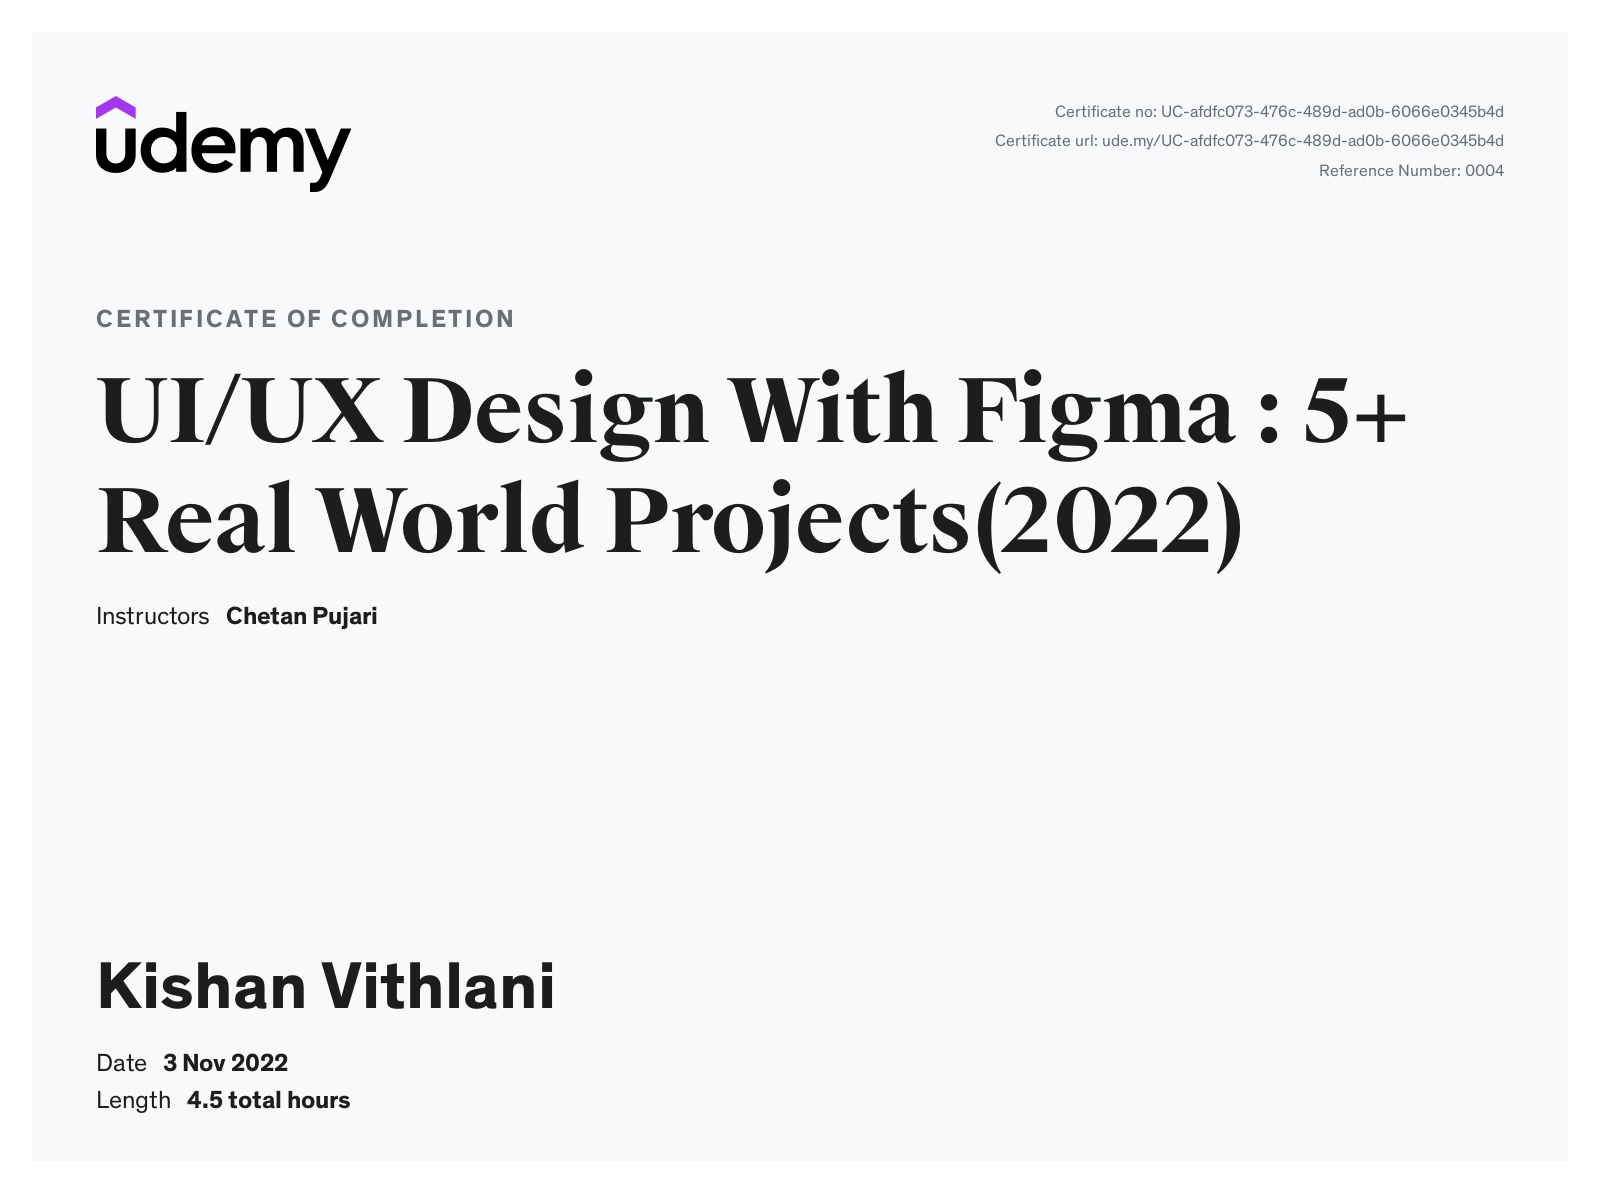 udemy
Certificate no: UC-afdfc073-476c-489d-ad0b-6066e0345b4d
Certificate url: ude.my/UC-afdfc073-476c-489d-ad0b-6066e0345b4d
Reference Number: 0004
CERTIFICATE OF COMPLETION
UI/UX Design With Figma : 5+
Real World Projects(2022)
Instructors Chetan Pujari
Kishan Vithlani
Date 3 Nov 2022
Length 4.5 total hours